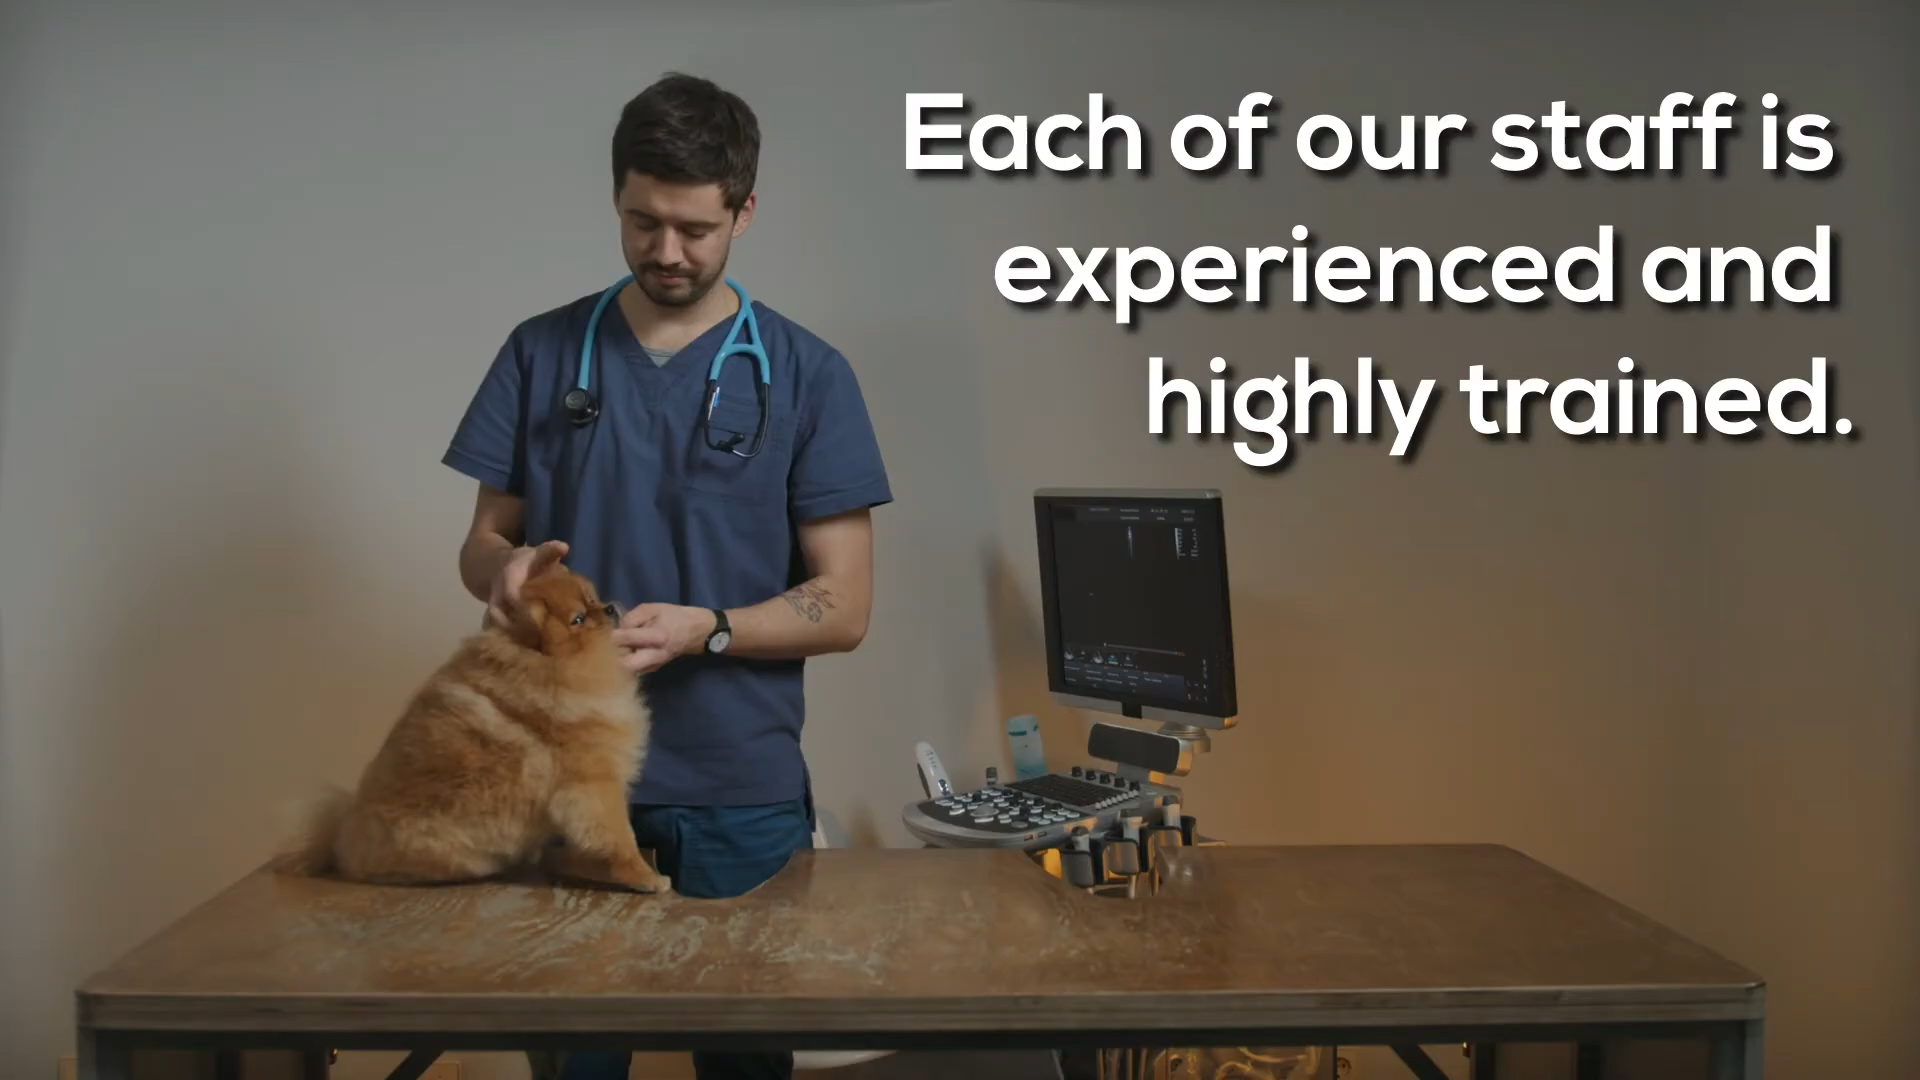 Each of our staff is
experienced and
highly trained.